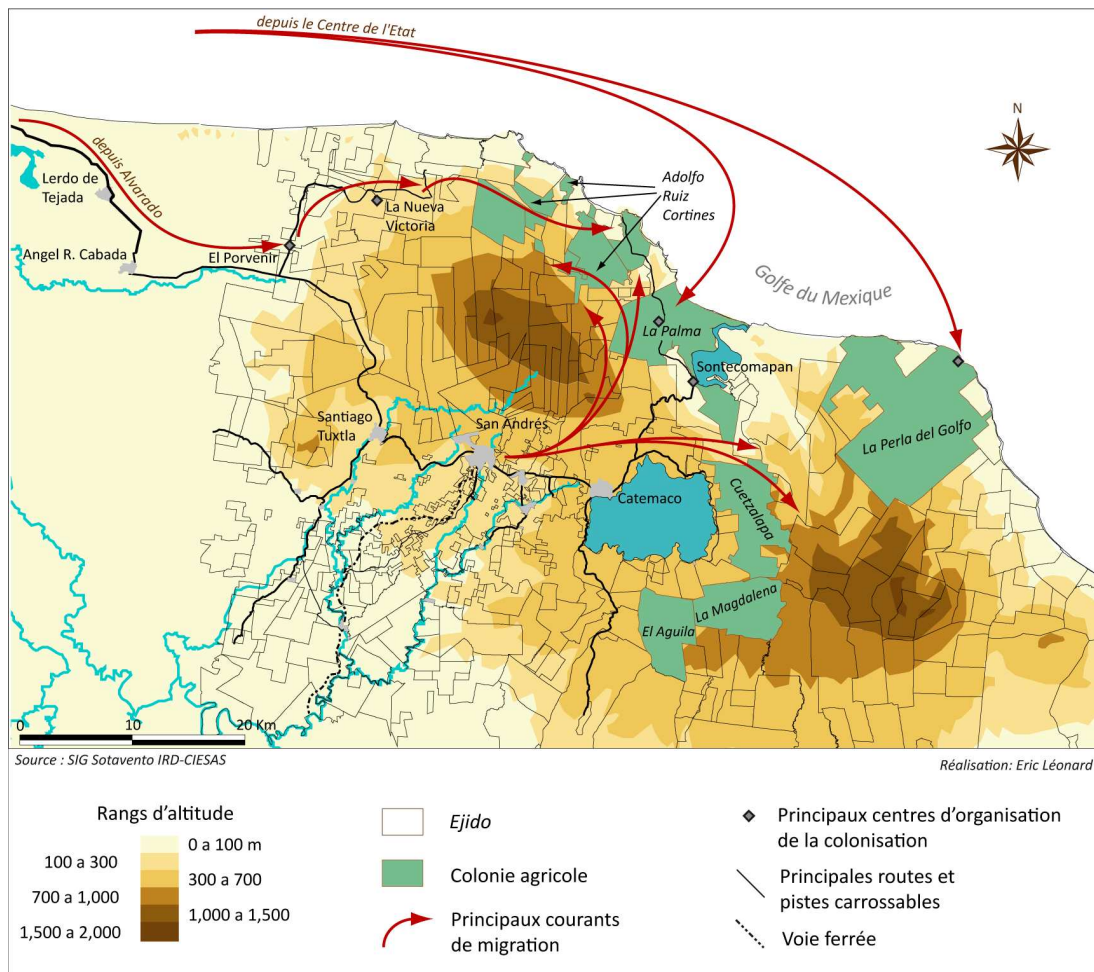 depuis le Centre de l'Etat
N
depuis Alvarado
Lerdo de
Tejada
Adolfo
Ruiz
Cortines
La Nueva
Victoria
Angel R. Cabada
El Porvenir
Golfe du Mexique
La Palma
Sontecomapan
Santiago
Tuxtla
San Andrés
La Perla del Golfo
Catemaco
Cuetzalapa
La Magdalena
El Aguila
0 10 20 Km
Source : SIG Sotavento IRD-CIESAS
Réalisation: Eric Léonard
Rangs d'altitude
0 a 100 m
100 a 300
300 a 700
700 a 1,000
1,000 a 1,500
1,500 a 2,000
Ejido
Colonie agricole
Principaux courants
de migration
Principaux centres d'organisation
de la colonisation
Principales routes et
pistes carrossables
Voie ferrée